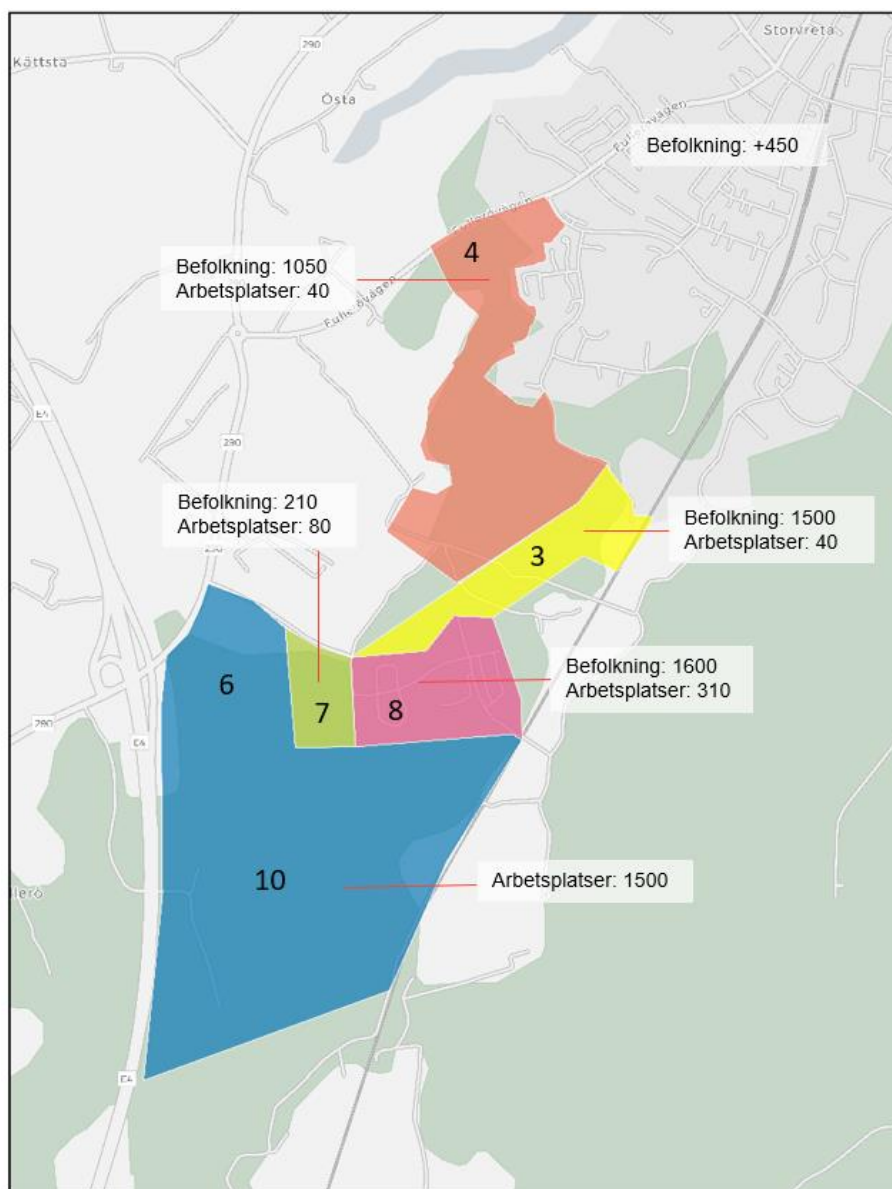 290
Storvreta
Kättsta
Östa
Fullerövägen
Befolkning: +450
4
Befolkning: 1050
Arbetsplatser: 40
Fullerövägen
E4
290
Befolkning: 210
Arbetsplatser: 80
Befolkning: 1500
Arbetsplatser: 40
3
6
7
8
Befolkning: 1600
Arbetsplatser: 310
290
E4
10
Arbetsplatser: 1500
E4